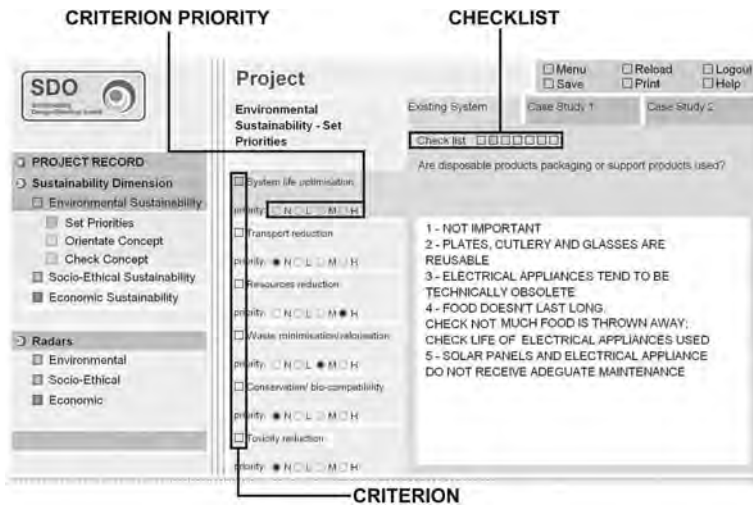 CRITERION PRIORITY
CHECKLIST
SDO
Project
Menu
Reload
Logout
Save
Print
Help
Environmental
Sustainability - Set
Priorities
Existing System
Case Study 1
Case Study 2
Check list
Are disposable products packaging or support products used?
PROJECT RECORD
Sustainability Dimension
Environmental Sustainability
Set Priorities
Orientate Concept
Check Concept
Socio-Ethical Sustainability
Economic Sustainability
Radars
Environmental
Socio-Ethical
Economic
System life optimisation
priority: N L M H
Transport reduction
priority: N L M H
Resources reduction
priority: N L M H
Waste minimisation/valorisation
priority: N L M H
Conservation/ bio-compatibility
priority: N L M H
Toxicity reduction
priority: N L M H
1 - NOT IMPORTANT
2 - PLATES, CUTLERY AND GLASSES ARE
REUSABLE
3 - ELECTRICAL APPLIANCES TEND TO BE
TECHNICALLY OBSOLETE
4 - FOOD DOESN'T LAST LONG.
CHECK NOT MUCH FOOD IS THROWN AWAY;
CHECK LIFE OF ELECTRICAL APPLIANCES USED
5 - SOLAR PANELS AND ELECTRICAL APPLIANCE
DO NOT RECEIVE ADEGUATE MAINTENANCE
CRITERION